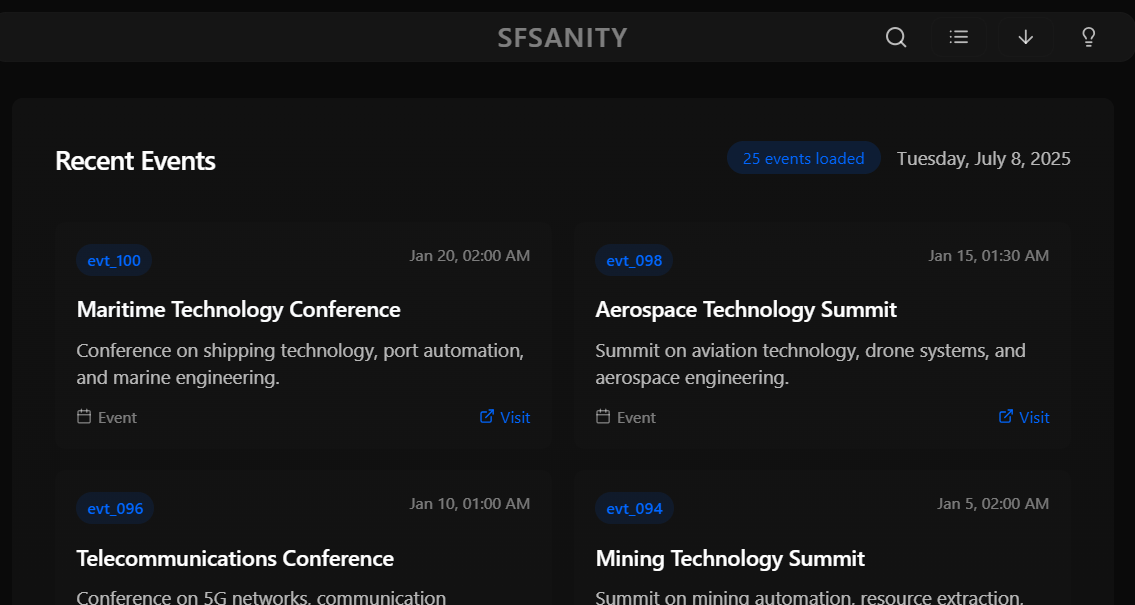 SFSANITY
Recent Events
25 events loaded
Tuesday, July 8, 2025
evt_100
Jan 20, 02:00 AM
Maritime Technology Conference
Conference on shipping technology, port automation,
and marine engineering.
Event
Visit
evt_098
Jan 15, 01:30 AM
Aerospace Technology Summit
Summit on aviation technology, drone systems, and
aerospace engineering.
Event
Visit
evt_096
Jan 10, 01:00 AM
Telecommunications Conference
Conference on 5G networks, communication
evt_094
Jan 5, 02:00 AM
Mining Technology Summit
Summit on mining automation, resource extraction,